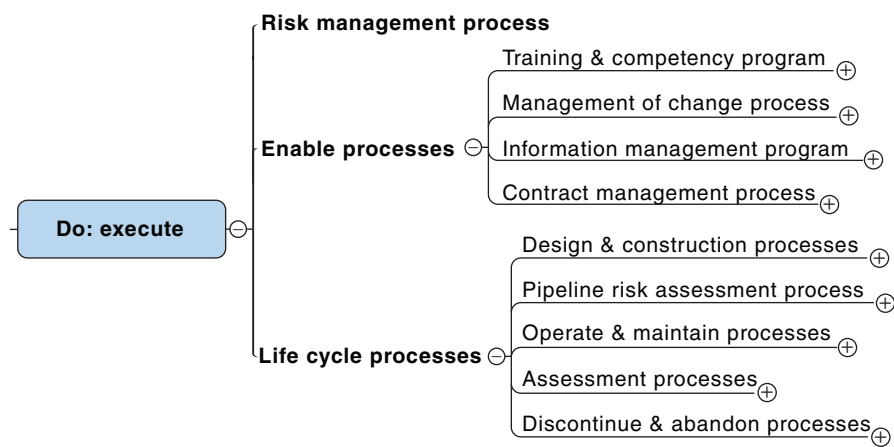 Risk management process
Training & competency program
Management of change process
Enable processes
Information management program
Contract management process
Do: execute
Design & construction processes
Pipeline risk assessment process
Operate & maintain processes
Life cycle processes
Assessment processes
Discontinue & abandon processes